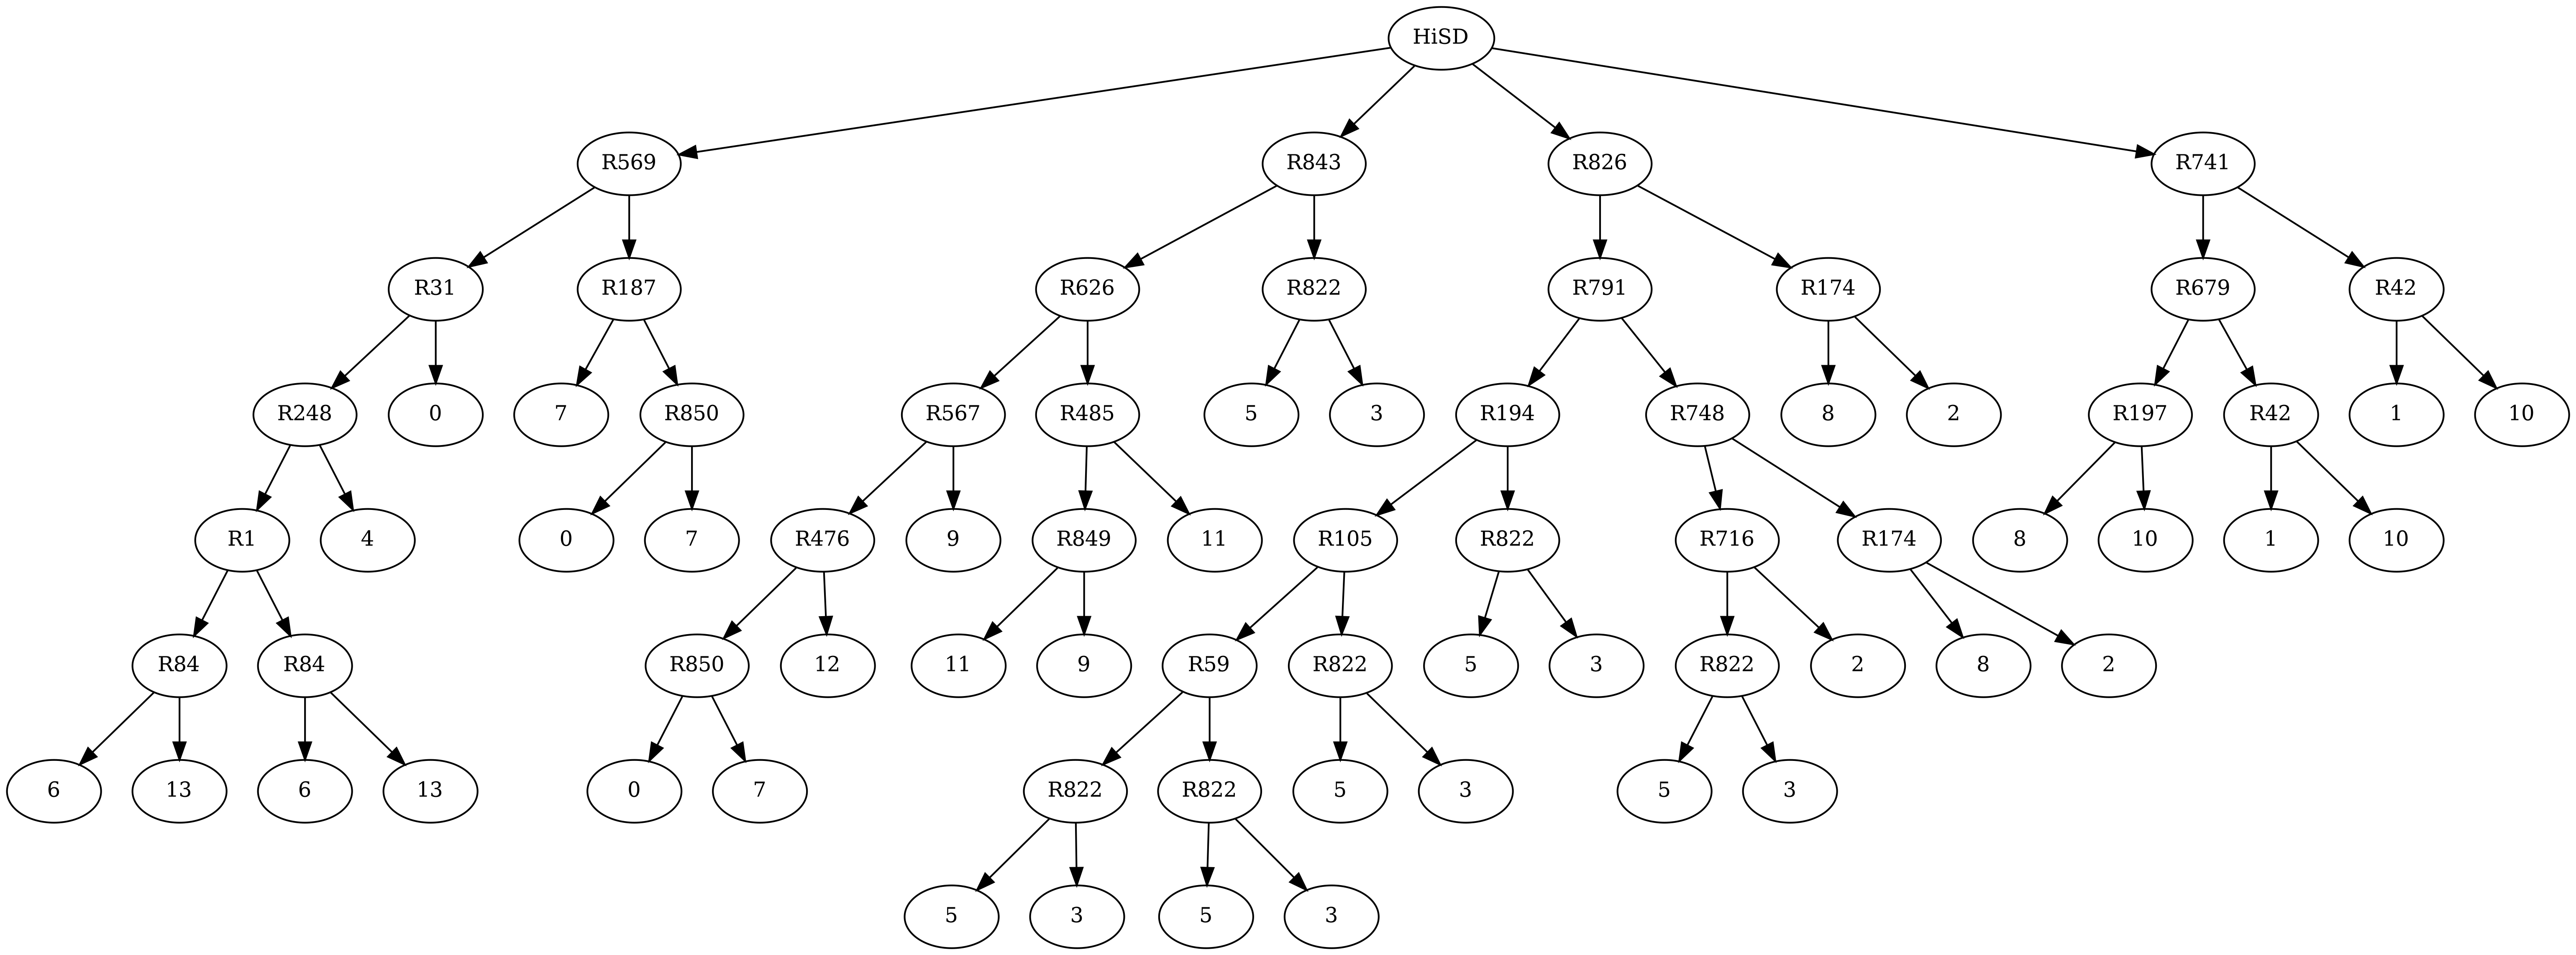 HiSD
R569 R843 R826 R741
R31 R187 R626 R822 R791 R174 R679 R42
R248 0 7 R850 R567 R485 5 3 R194 R748 8 2 R197 R42 1 10
R1 4 0 7 R476 9 R849 11 R105 R822 R716 R174 8 10 1 10
R84 R84 R850 12 11 9 R59 R822 5 3 R822 2 8 2
6 13 6 13 0 7 R822 R822 5 3 5 3
5 3 5 3